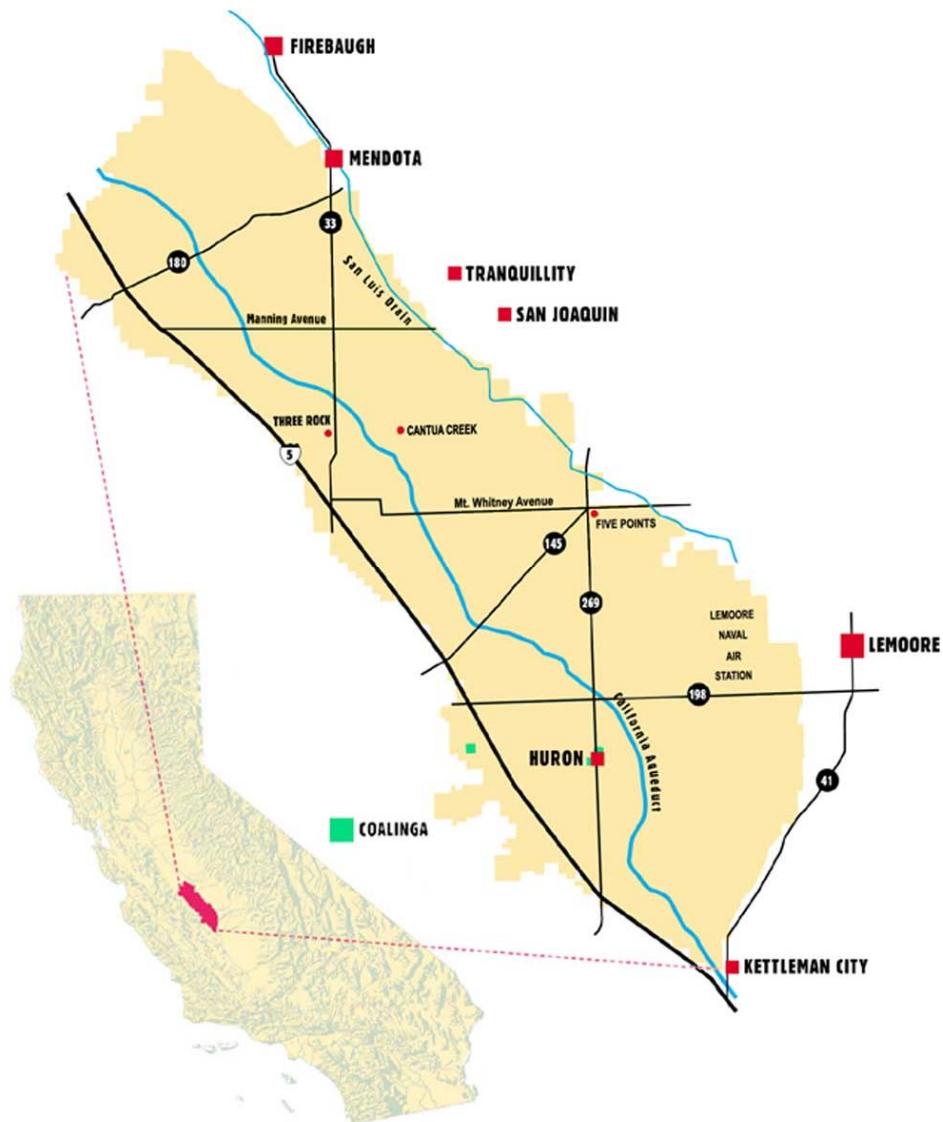 FIREBAUGH
MENDOTA
33
180
San Luis Drain
TRANQUILLITY
SAN JOAQUIN
Manning Avenue
THREE ROCK
CANTUA CREEK
5
Mt. Whitney Avenue
FIVE POINTS
145
269
LEMOORE
NAVAL
AIR
STATION
LEMOORE
198
California Aqueduct
HURON
41
COALINGA
KETTLEMAN CITY